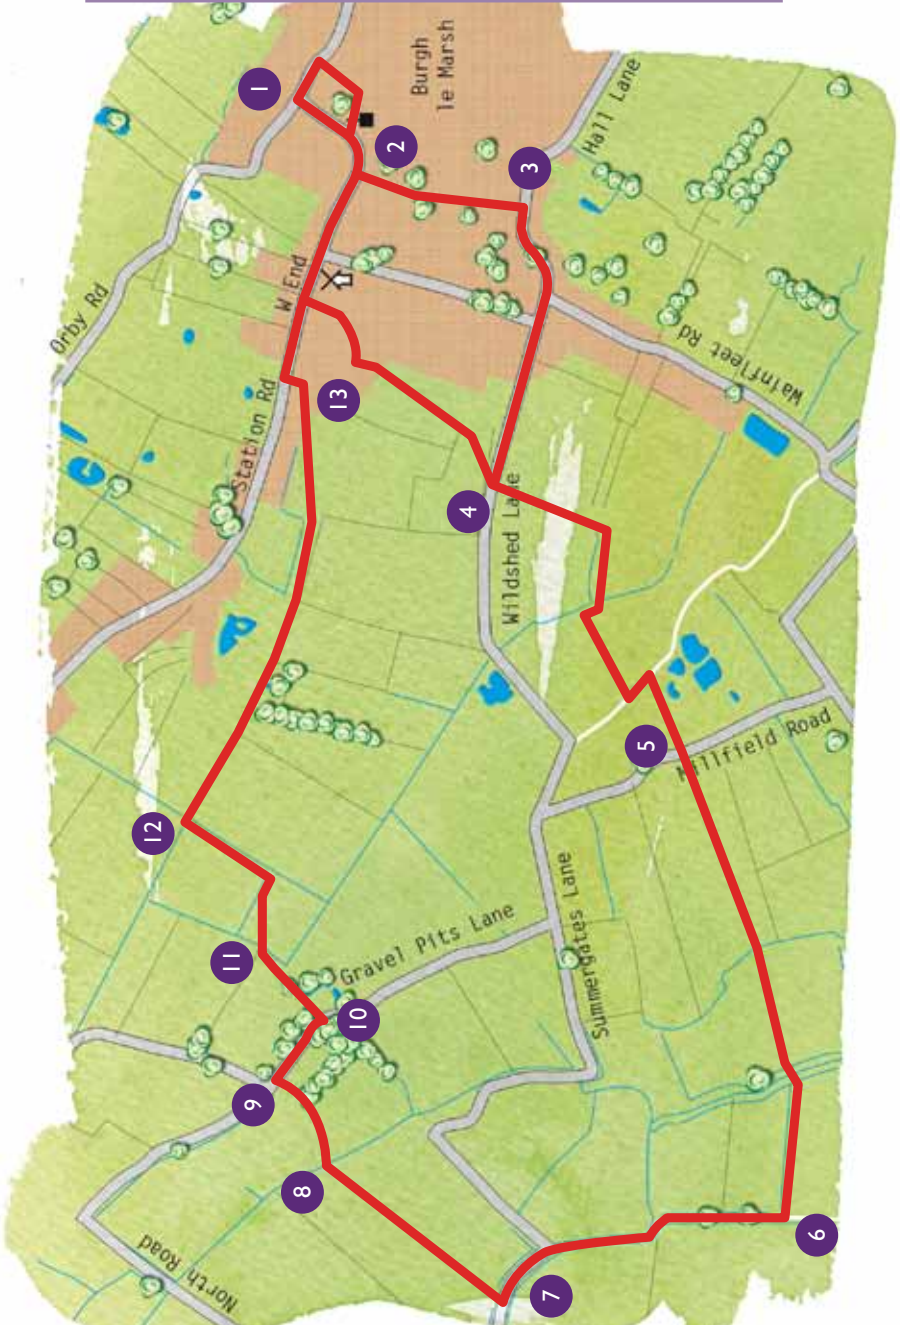 1
Burgh
le Marsh
2
Hall Lane
3
Orby Rd
W End
Station Rd
13
Wainfleet Rd
4
Wildshed Lane
5
Millfield Road
12
11
Gravel Pits Lane
Summergates Lane
10
9
8
North Road
7
6